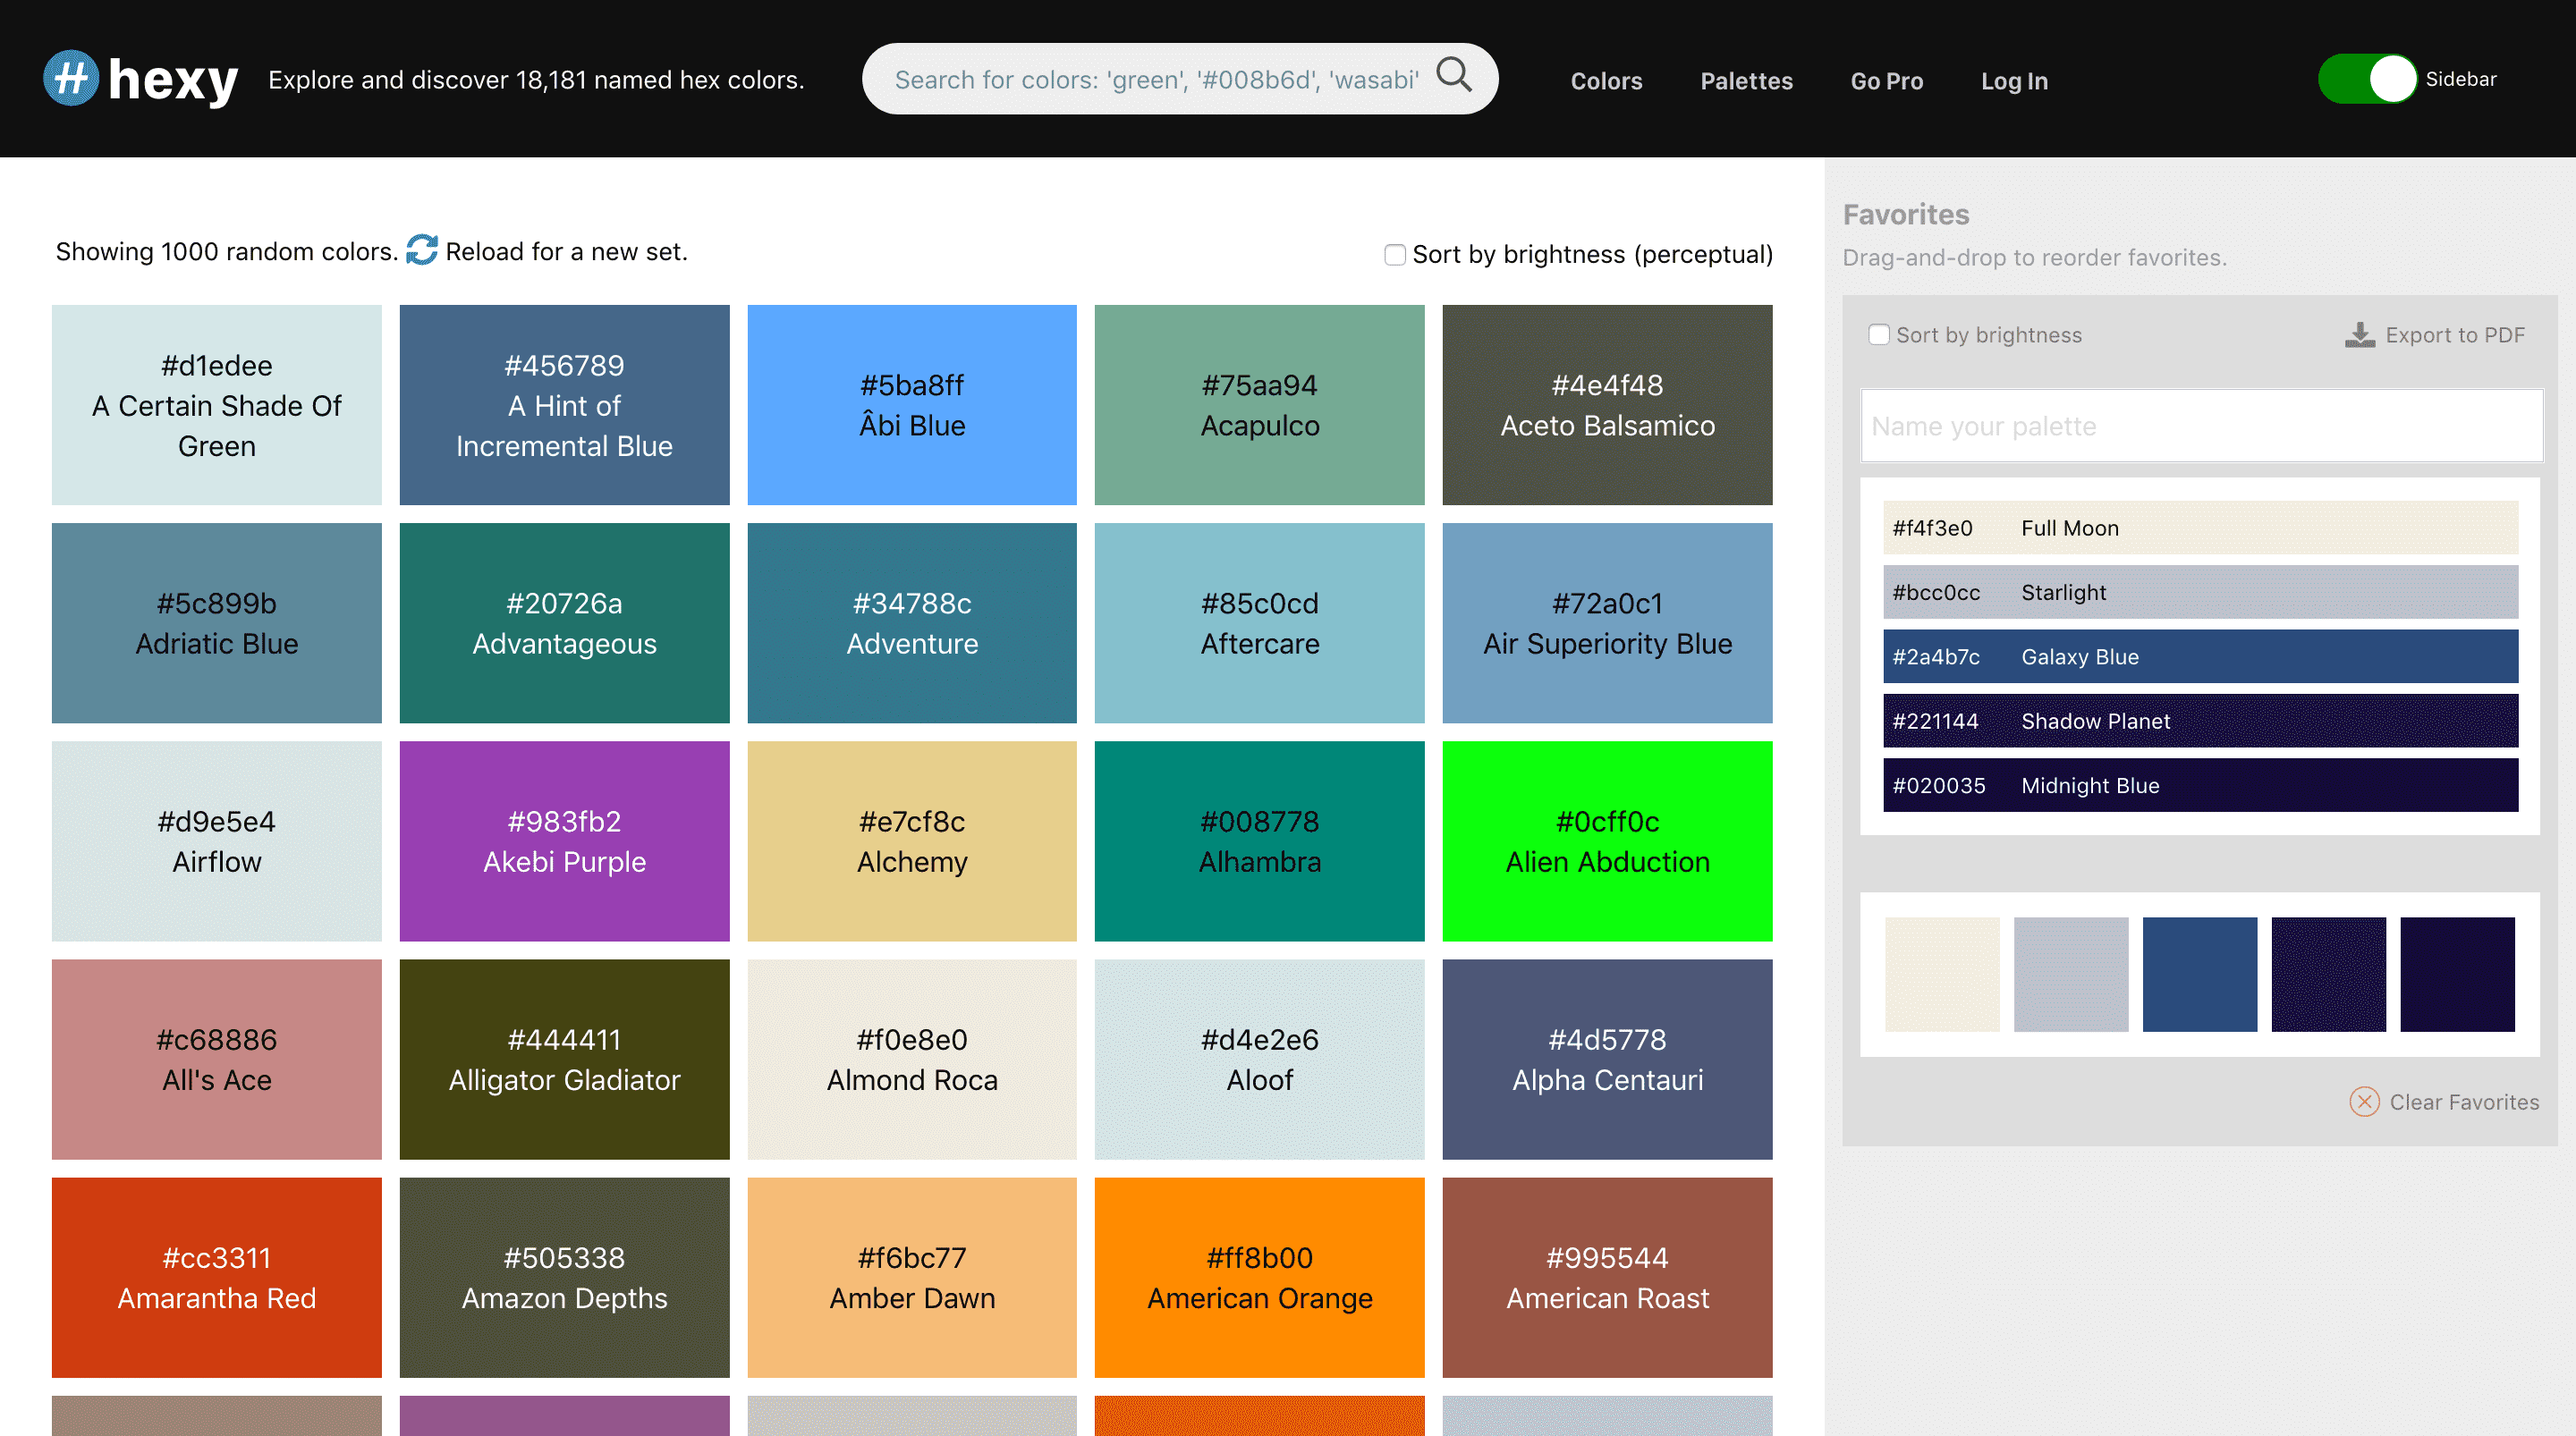 # hexy
Explore and discover 18,181 named hex colors.
Search for colors: 'green', '#008b6d', 'wasabi'
Colors
Palettes
Go Pro
Log In
Sidebar
Showing 1000 random colors. Reload for a new set.
Sort by brightness (perceptual)
#d1edee
A Certain Shade Of
Green
#456789
A Hint of
Incremental Blue
#5ba8ff
Âbi Blue
#75aa94
Acapulco
#4e4f48
Aceto Balsamico
#5c899b
Adriatic Blue
#20726a
Advantageous
#34788c
Adventure
#85c0cd
Aftercare
#72a0c1
Air Superiority Blue
#d9e5e4
Airflow
#983fb2
Akebi Purple
#e7cf8c
Alchemy
#008778
Alhambra
#0cff0c
Alien Abduction
#c68886
All's Ace
#444411
Alligator Gladiator
#f0e8e0
Almond Roca
#d4e2e6
Aloof
#4d5778
Alpha Centauri
#cc3311
Amarantha Red
#505338
Amazon Depths
#f6bc77
Amber Dawn
#ff8b00
American Orange
#995544
American Roast
Favorites
Drag-and-drop to reorder favorites.
Sort by brightness
Export to PDF
Name your palette
#f4f3e0 Full Moon
#bcc0cc Starlight
#2a4b7c Galaxy Blue
#221144 Shadow Planet
#020035 Midnight Blue
Clear Favorites